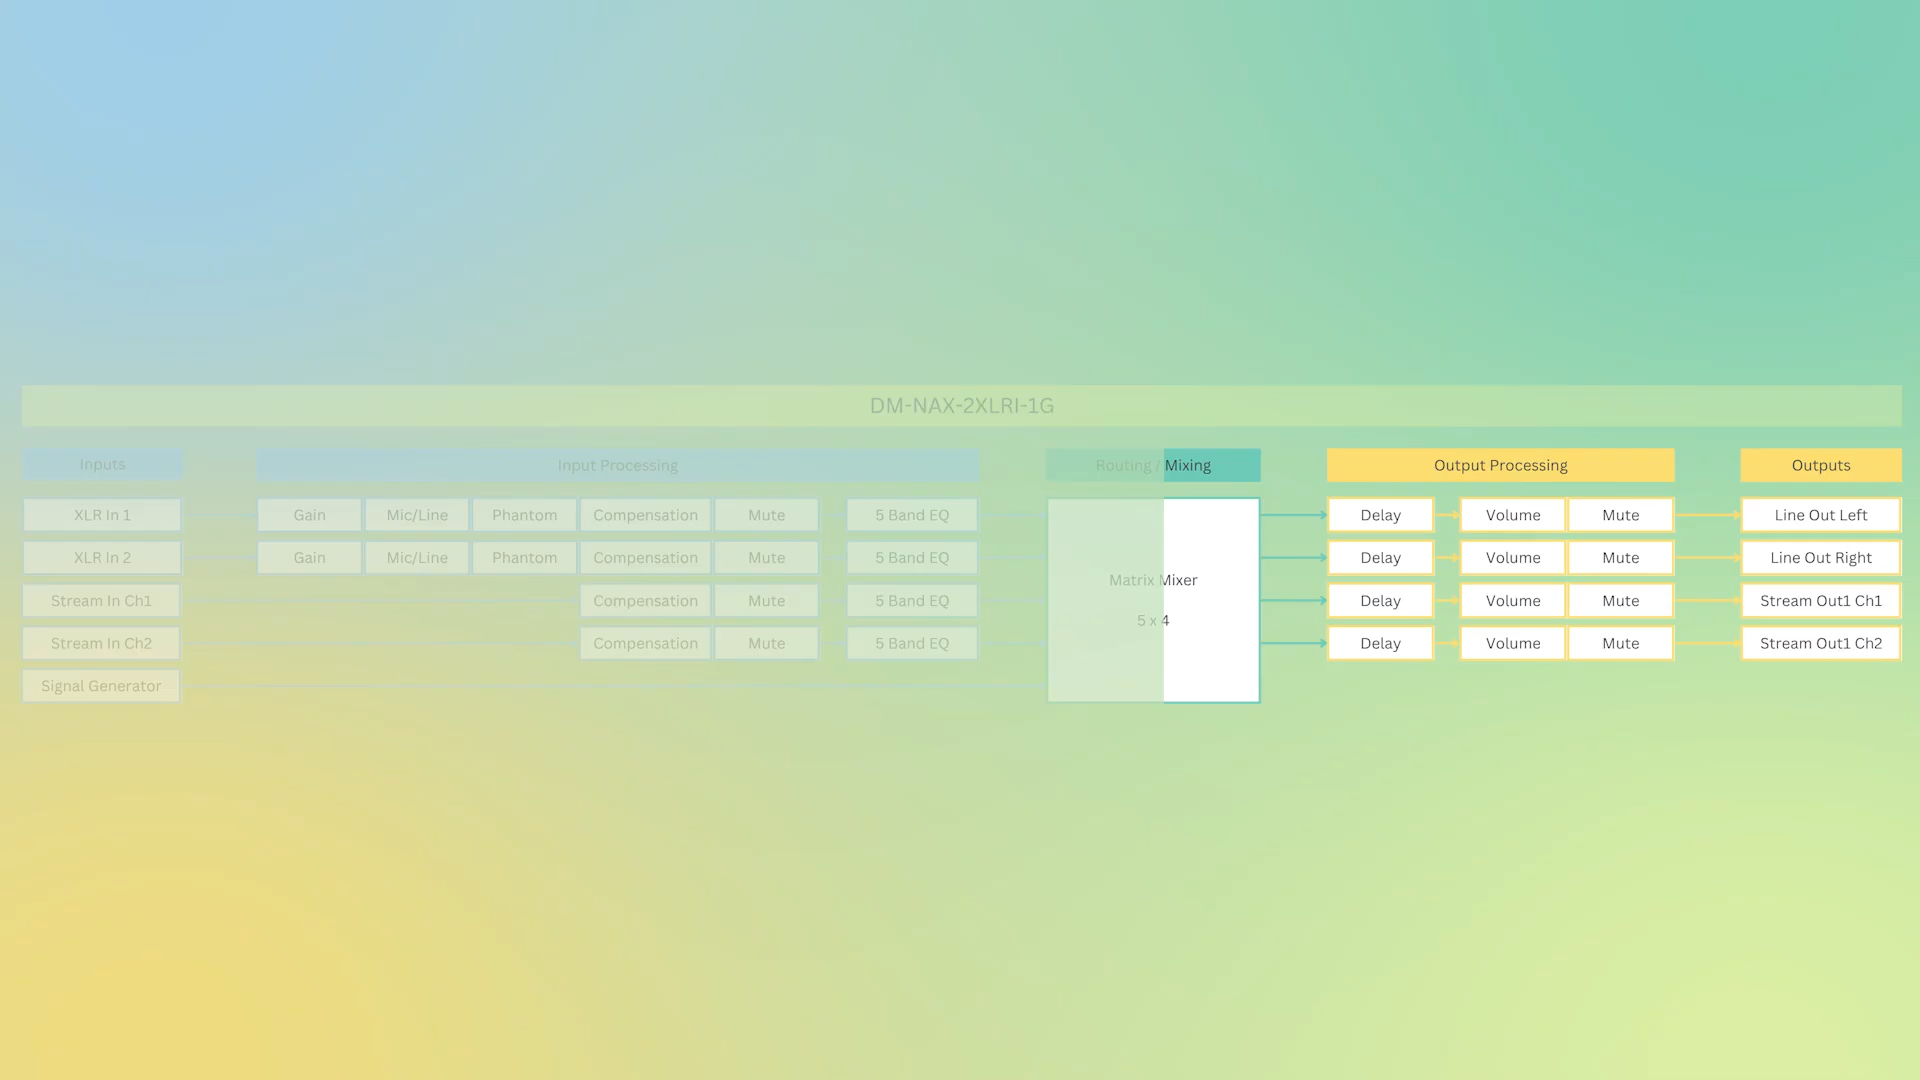 DM-NAX-2XLRI-1G
Inputs
Input Processing
Routing / Mixing
Output Processing
Outputs
XLR In 1
Gain
Mic/Line
Phantom
Compensation
Mute
5 Band EQ
Delay
Volume
Mute
Line Out Left
XLR In 2
Gain
Mic/Line
Phantom
Compensation
Mute
5 Band EQ
Matrix Mixer
Delay
Volume
Mute
Line Out Right
Stream In Ch1
Compensation
Mute
5 Band EQ
5 x 4
Delay
Volume
Mute
Stream Out1 Ch1
Stream In Ch2
Compensation
Mute
5 Band EQ
Delay
Volume
Mute
Stream Out1 Ch2
Signal Generator